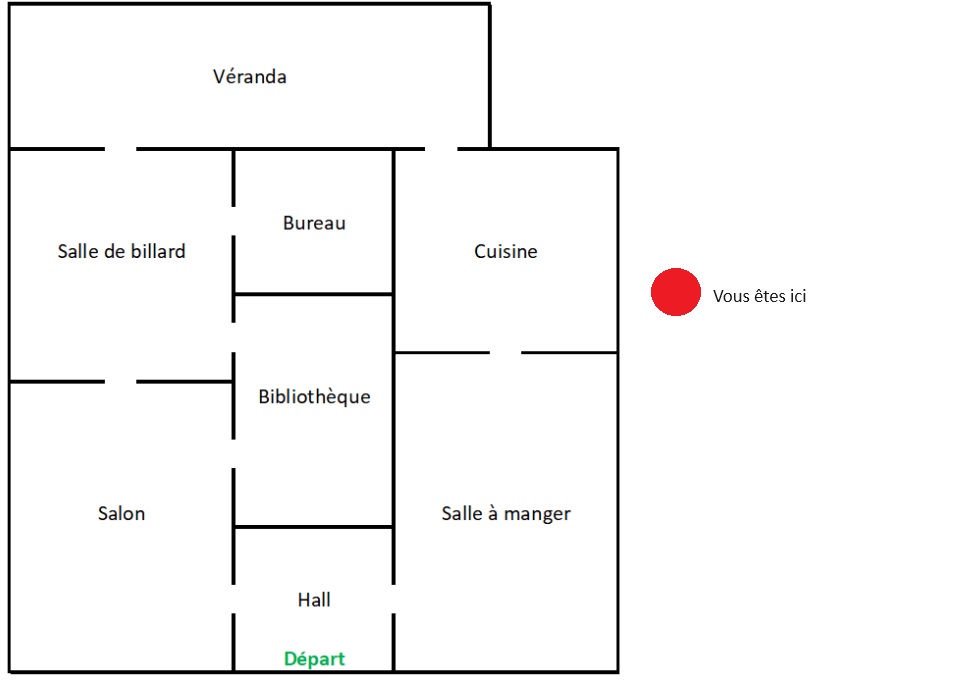 Véranda
Bureau
Salle de billard
Cuisine
Vous êtes ici
Bibliothèque
Salon
Salle à manger
Hall
Départ